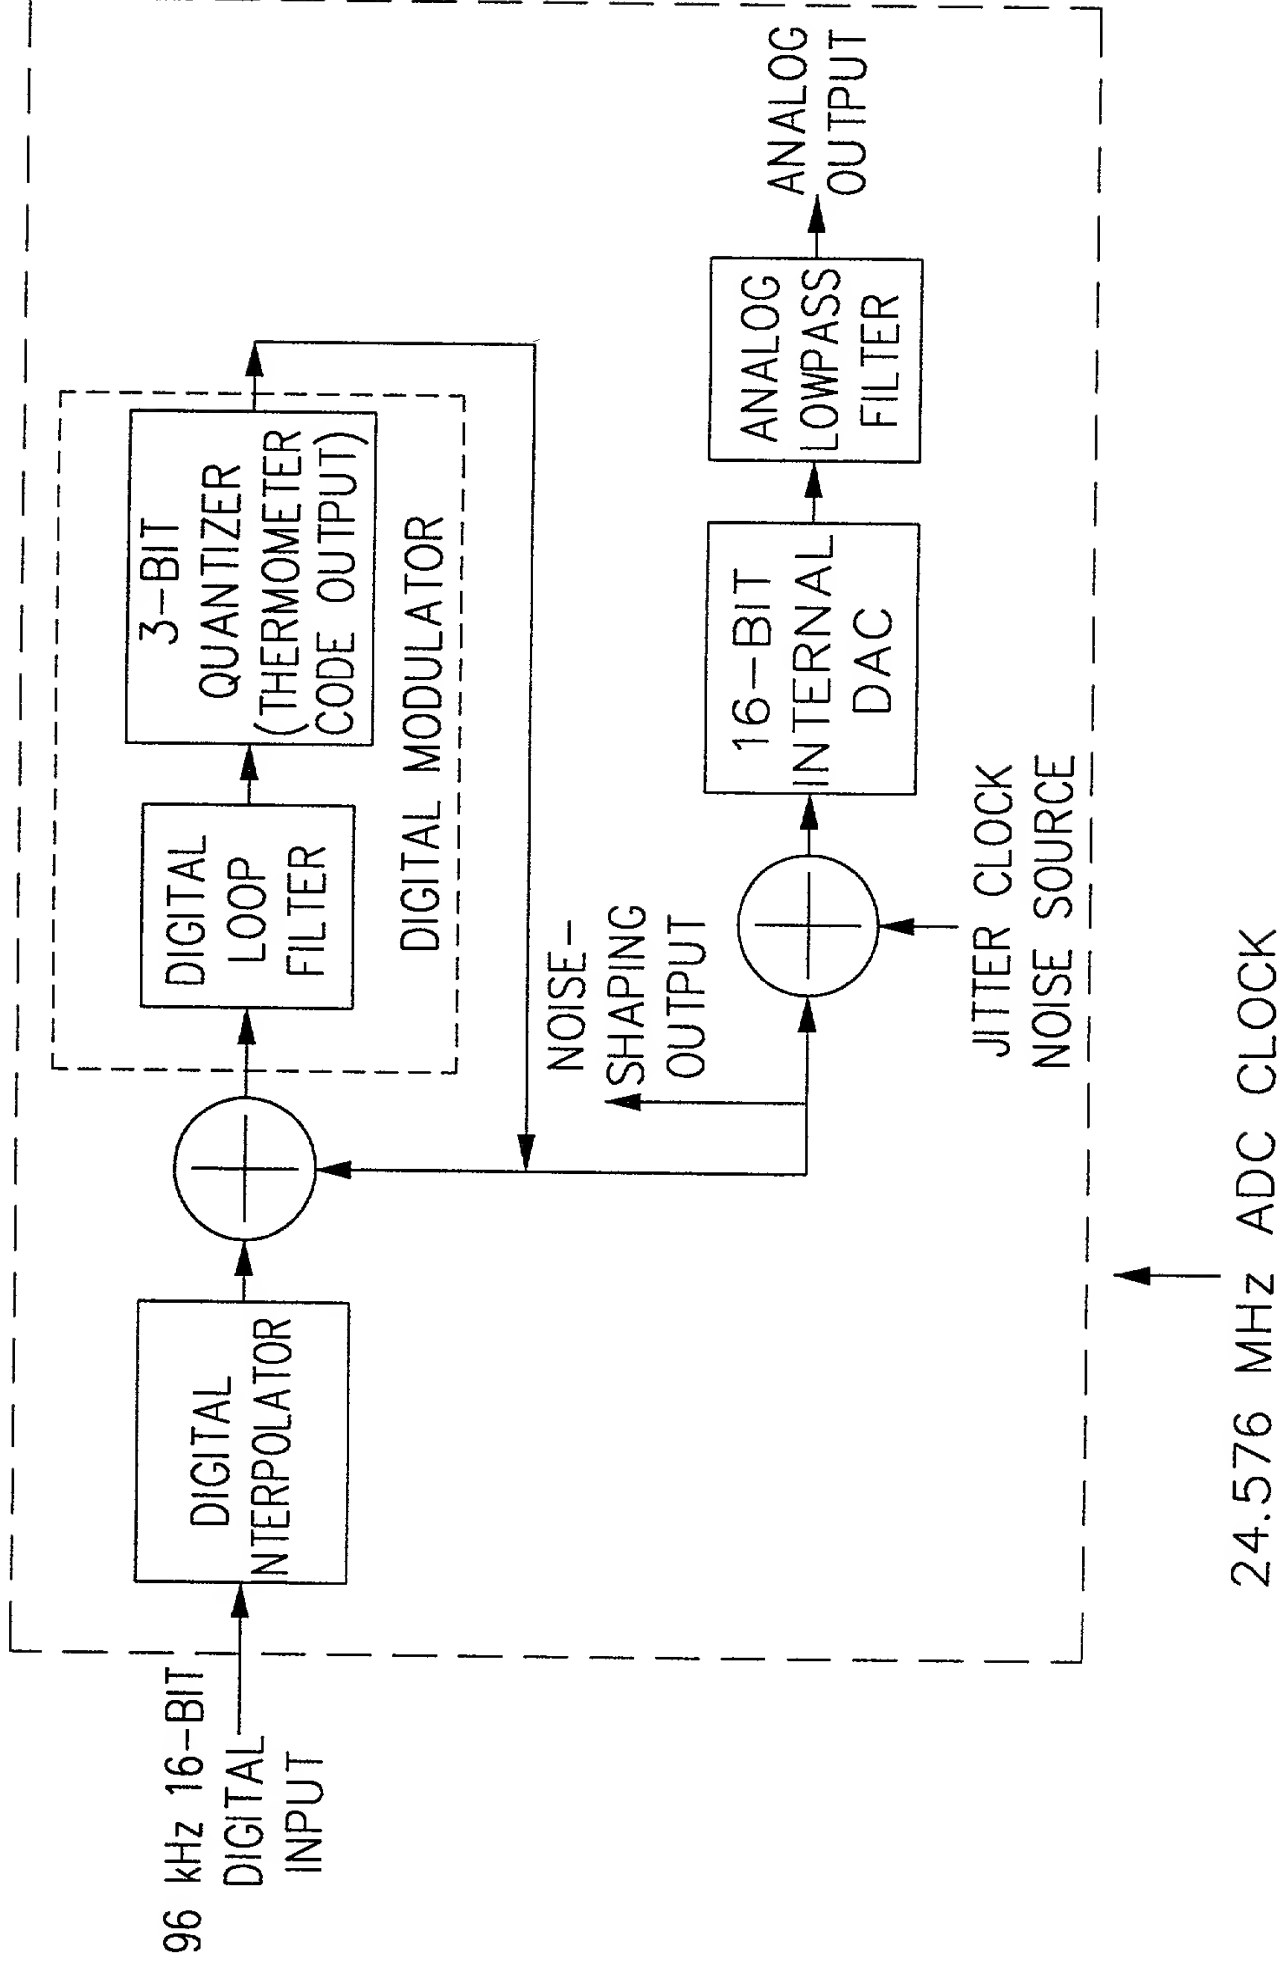 96 kHz 16-BIT
DIGITAL
INPUT
DIGITAL
NTERPOLATOR
DIGITAL
LOOP
FILTER
3-BIT
QUANTIZER
(THERMOMETER
CODE OUTPUT)
DIGITAL MODULATOR
NOISE-
SHAPING
OUTPUT
JITTER CLOCK
NOISE SOURCE
16-BIT
INTERNAL
DAC
ANALOG
LOWPASS
FILTER
ANALOG
OUTPUT
24.576 MHz ADC CLOCK